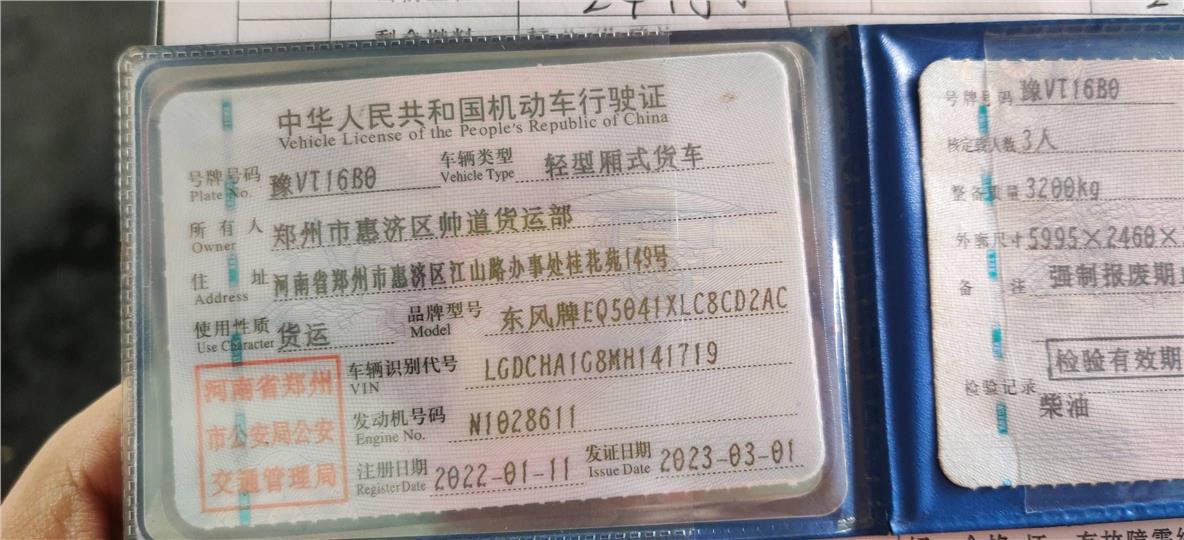 中华人民共和国机动车行驶证
Vehicle License of the People's Republic of China
号牌号码 豫VT16B0 车辆类型 轻型厢式货车
Plate No. Vehicle Type
所有人 郑州市惠济区帅道货运部
Owner
住址 河南省郑州市惠济区江山路办事处桂花苑149号
Address
使用性质 货运 品牌型号 东风牌EQ5041XLC8CD2AC
Use Character Model
车辆识别代号 LGDCHA1G8MH141719
VIN
发动机号码 N1028611
Engine No.
注册日期 2022-01-11 发证日期 2023-03-01
Register Date Issue Date
河南省郑州
市公安局公安
交通管理局
号牌号码 豫VT16B0
核定载人数 3人
整备质量 3200kg
外廓尺寸 5995×2460×
备注 强制报废期
检验有效期
检验记录
柴油